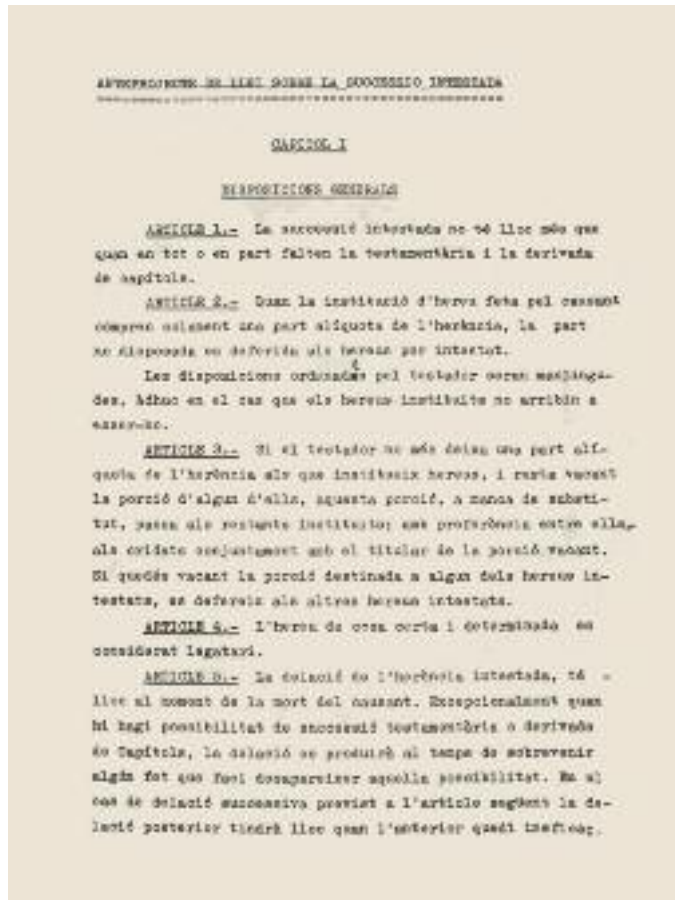 AVANTPROJECTE DE LLEI SOBRE LA SUCCESSIO INTESTADA
CAPITOL I
DISPOSICIONS GENERALS
ARTICLE 1.- La successió intestada no té lloc més que
quan en tot o en part falten la testamentària i la derivada
de capítols.
ARTICLE 2.- Quan la institució d'hereu feta pel causant
compren solament una part alíquota de l'herència, la part
no disposada es deferida als hereus per intestat.
Les disposicions ordenades pel testador seran mantingu-
des, àdhuc en el cas que els hereus instituits no arribin a
esser-ho.
ARTICLE 3.- Si el testador no més deixa una part alí-
quota de l'herència als que institueix hereus, i resta vacant
la porció d'algun d'ells, aquesta porció, a manca de substi-
tut, passa als restants instituits; amb preferència entre ells,
als cridats conjuntament amb el titular de la porció vacant.
Si quedés vacant la porció destinada a algun dels hereus in-
testats, es defereix als altres hereus intestats.
ARTICLE 4.- L'hereu de cosa certa i determinada es
considerat legatari.
ARTICLE 5.- La delació de l'herència intestada, té
lloc al moment de la mort del causant. Excepcionalment quan
hi hagi possibilitat de successió testamentària o derivada
de Capítols, la delació es produirà al temps de sobrevenir
algún fet que faci desaparèixer aquella possibilitat. En el
cas de delació successiva previst a l'article següent la de-
lació posterior tindrà lloc quan l'anterior quedi ineficaç.